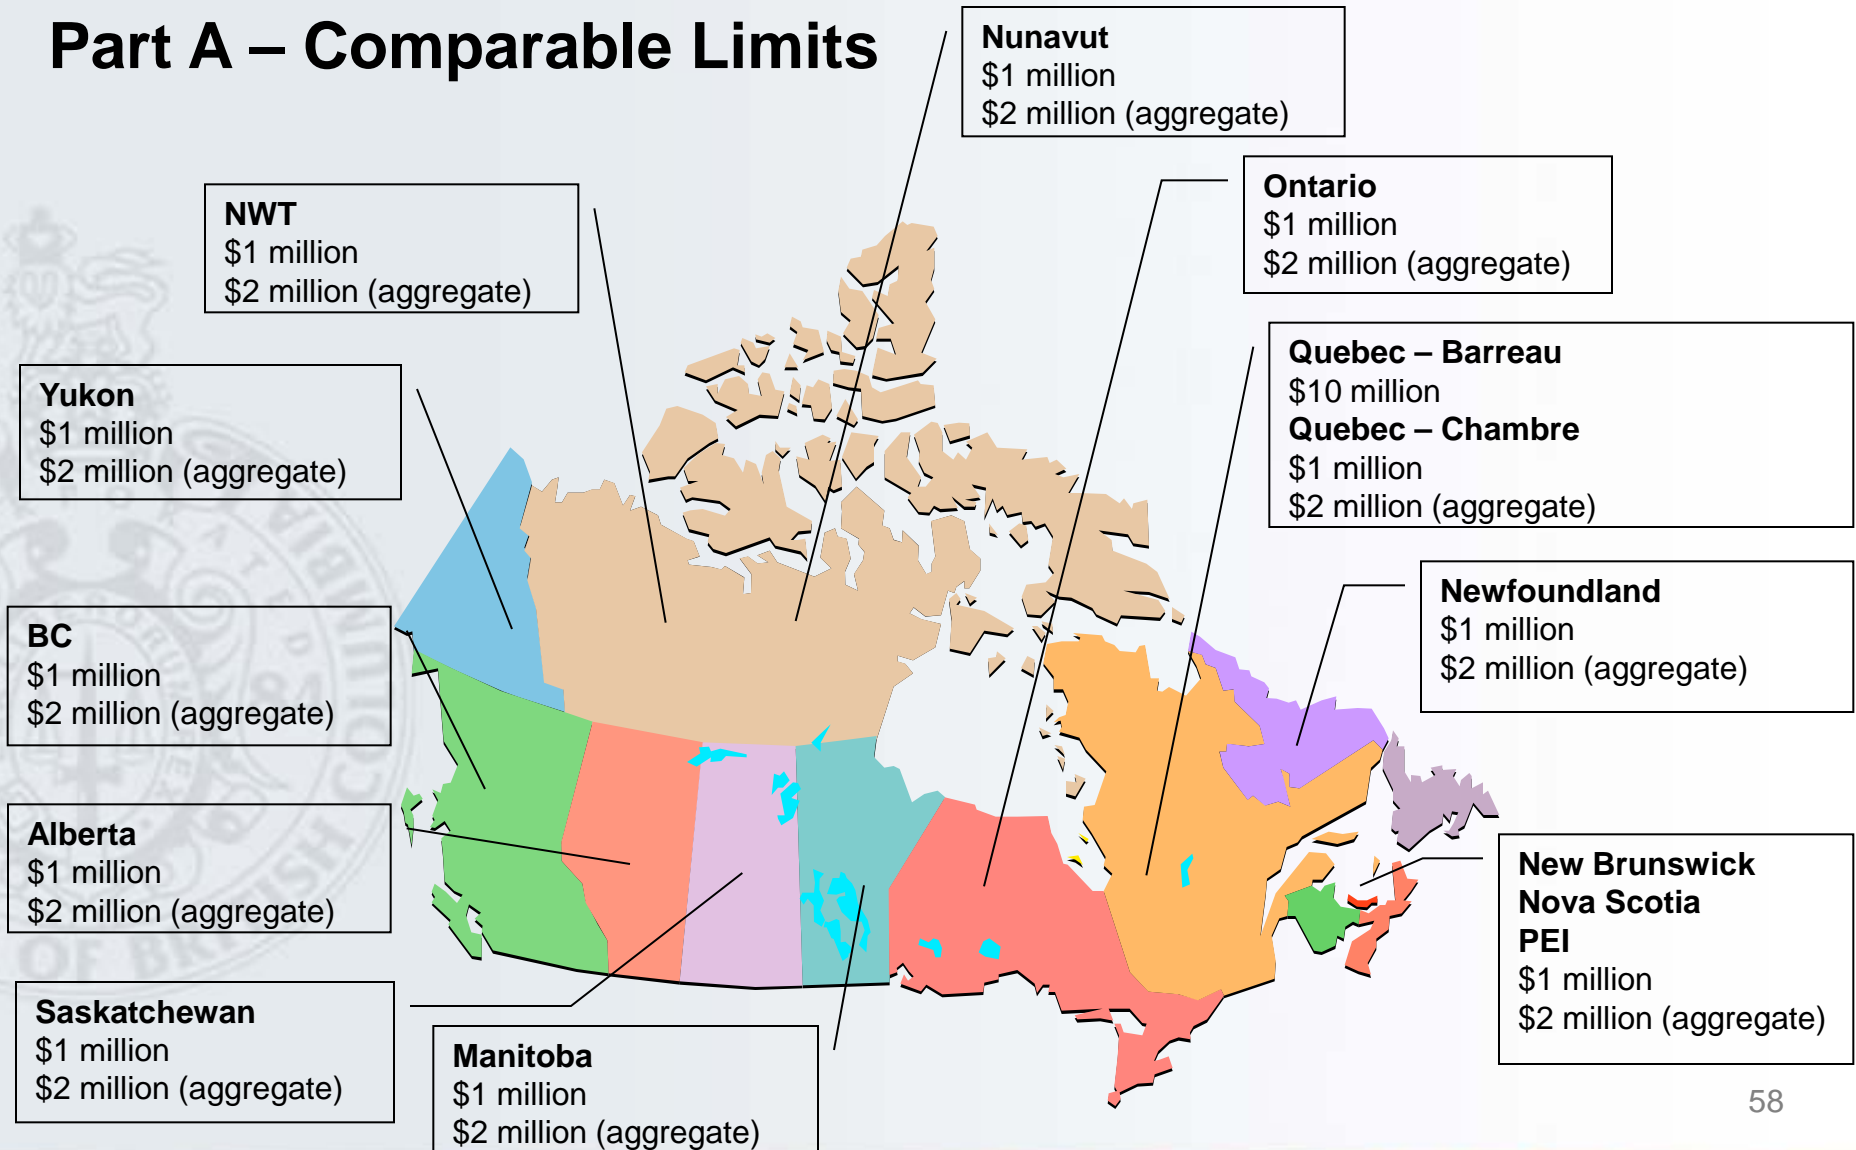 Part A – Comparable Limits
Nunavut
$1 million
$2 million (aggregate)
Ontario
$1 million
$2 million (aggregate)
NWT
$1 million
$2 million (aggregate)
Quebec – Barreau
$10 million
Quebec – Chambre
$1 million
$2 million (aggregate)
Yukon
$1 million
$2 million (aggregate)
Newfoundland
$1 million
$2 million (aggregate)
BC
$1 million
$2 million (aggregate)
Alberta
$1 million
$2 million (aggregate)
New Brunswick
Nova Scotia
PEI
$1 million
$2 million (aggregate)
Saskatchewan
$1 million
$2 million (aggregate)
Manitoba
$1 million
$2 million (aggregate)
58
OF BRITISH COLUMBIA